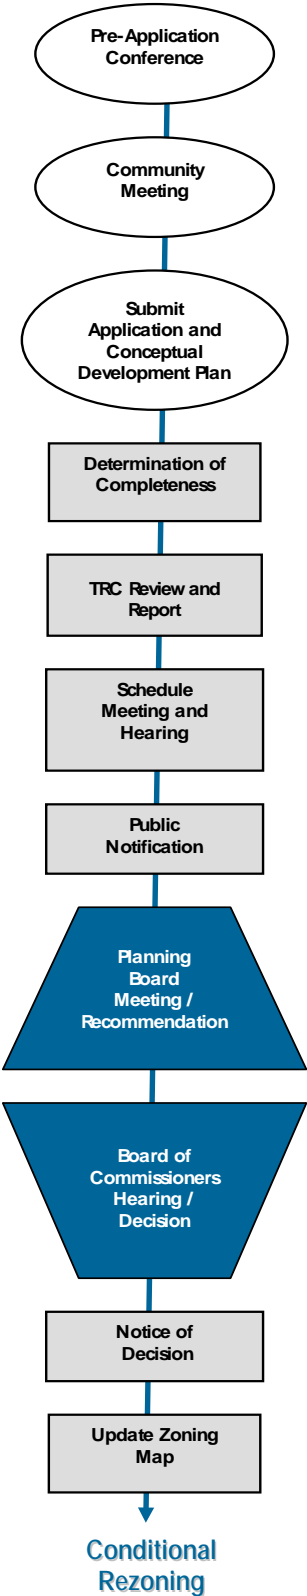 Pre-Application
Conference
Community
Meeting
Submit
Application and
Conceptual
Development Plan
Determination of
Completeness
TRC Review and
Report
Schedule
Meeting and
Hearing
Public
Notification
Planning
Board
Meeting /
Recommendation
Board of
Commissioners
Hearing /
Decision
Notice of
Decision
Update Zoning
Map
Conditional
Rezoning